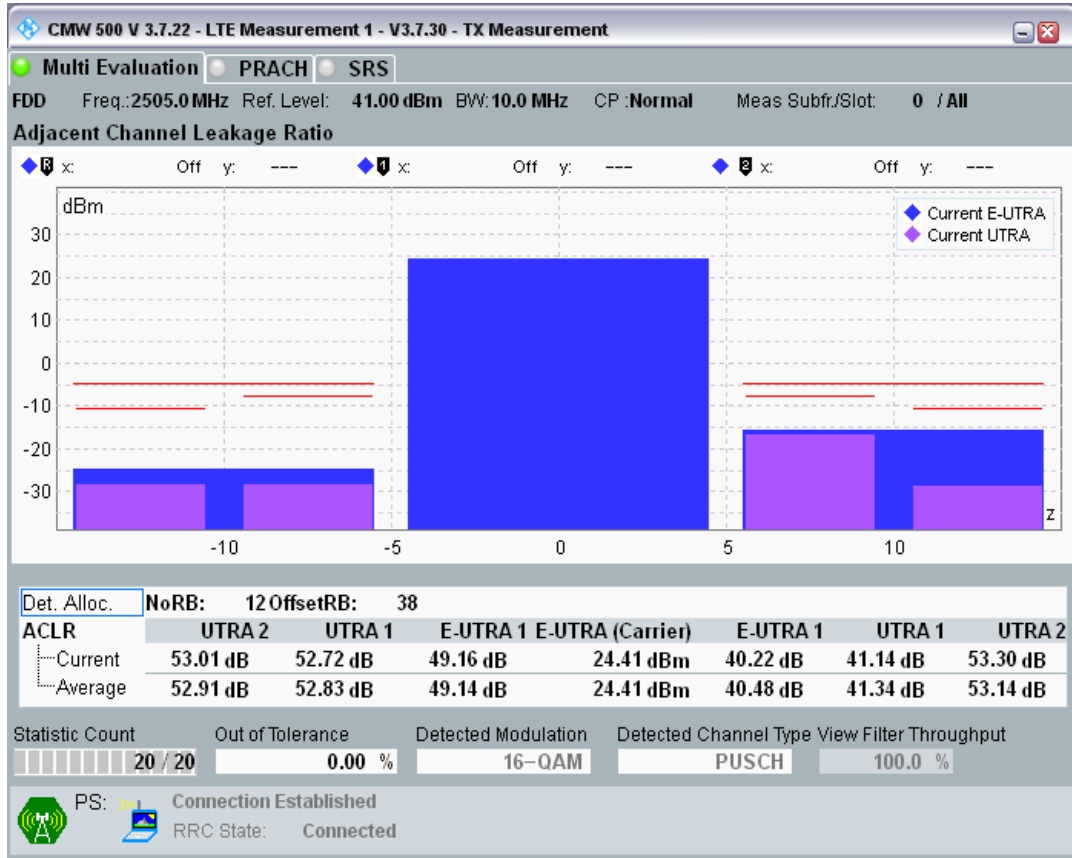 CMW 500 V 3.7.22 - LTE Measurement 1 - V3.7.30 - TX Measurement
Multi Evaluation PRACH SRS
FDD Freq.:2505.0 MHz Ref. Level: 41.00 dBm BW: 10.0 MHz CP :Normal Meas Subfr./Slot: 0 / All
Adjacent Channel Leakage Ratio
R x: Off y: --- 1 x: Off y: --- 2 x: Off y: ---
dBm
Current E-UTRA
Current UTRA
30
20
10
0
-10
-20
-30
z
-10 -5 0 5 10
Det. Alloc. NoRB: 12 OffsetRB: 38
ACLR UTRA 2 UTRA 1 E-UTRA 1 E-UTRA (Carrier) E-UTRA 1 UTRA 1 UTRA 2
Current 53.01 dB 52.72 dB 49.16 dB 24.41 dBm 40.22 dB 41.14 dB 53.30 dB
Average 52.91 dB 52.83 dB 49.14 dB 24.41 dBm 40.48 dB 41.34 dB 53.14 dB
Statistic Count Out of Tolerance Detected Modulation Detected Channel Type View Filter Throughput
20 / 20 0.00 % 16-QAM PUSCH 100.0 %
PS: Connection Established
RRC State: Connected